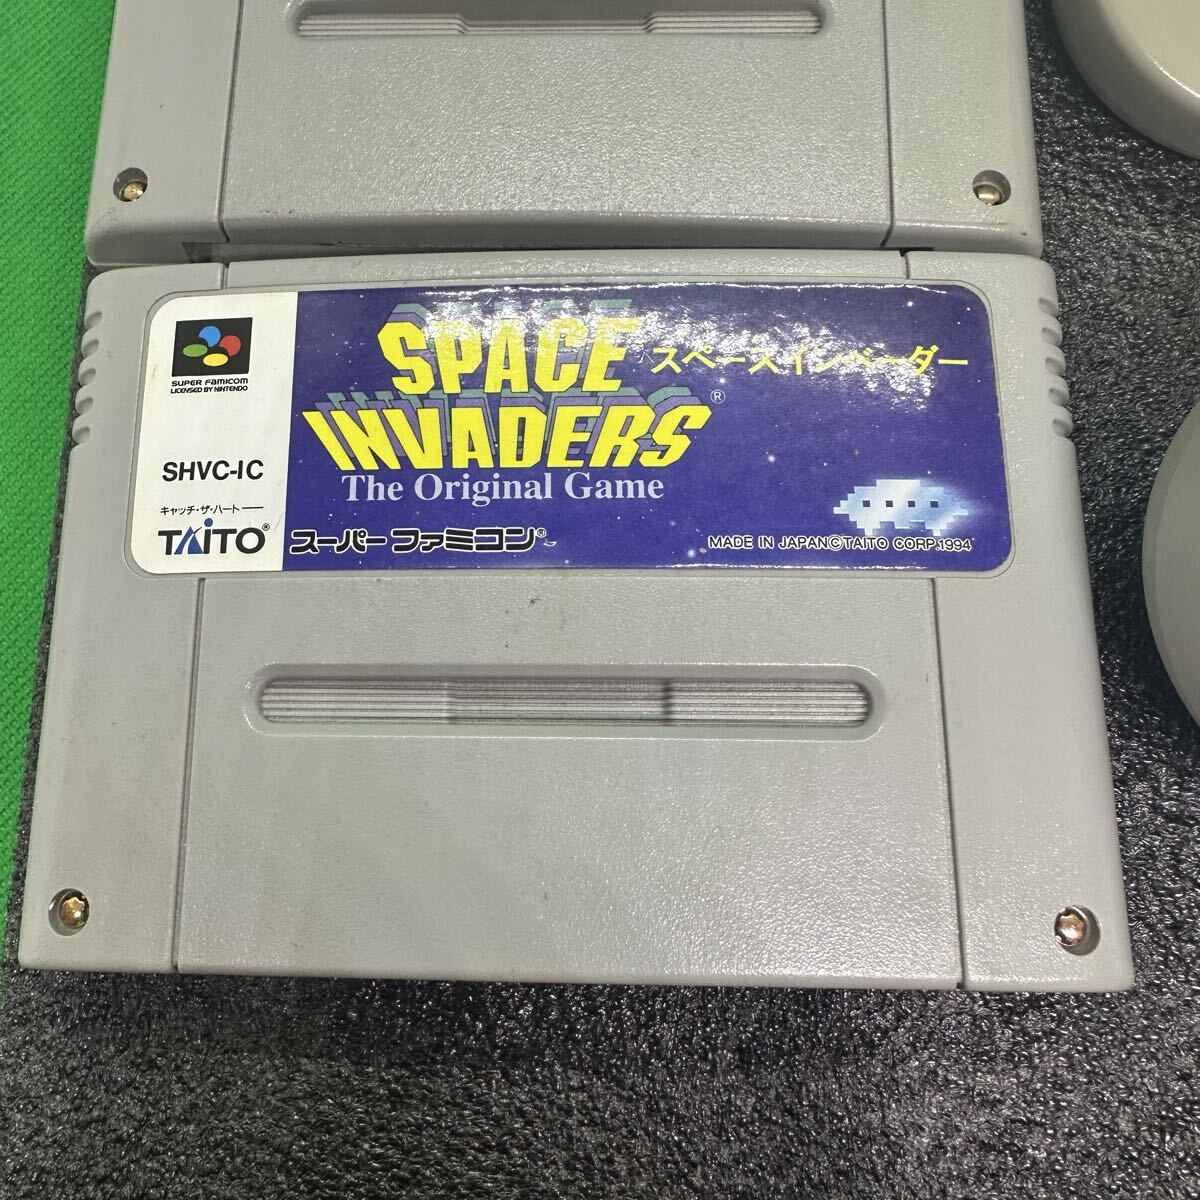 SUPER FAMICOM
LICENSED BY NINTENDO
SHVC-IC
キャッチ・ザ・ハート
TAITO®
SPACE
INVADERS®
The Original Game
スペースインベーダー
スーパーファミコン®
MADE IN JAPAN©TAITO CORP.1994